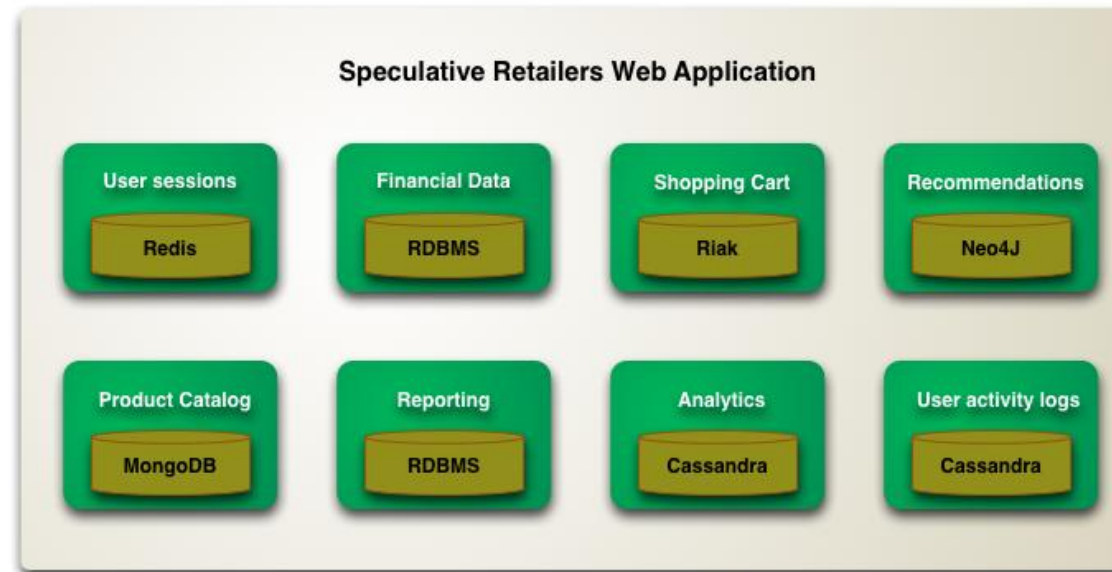 Speculative Retailers Web Application
User sessions
Redis
Financial Data
RDBMS
Shopping Cart
Riak
Recommendations
Neo4J
Product Catalog
MongoDB
Reporting
RDBMS
Analytics
Cassandra
User activity logs
Cassandra